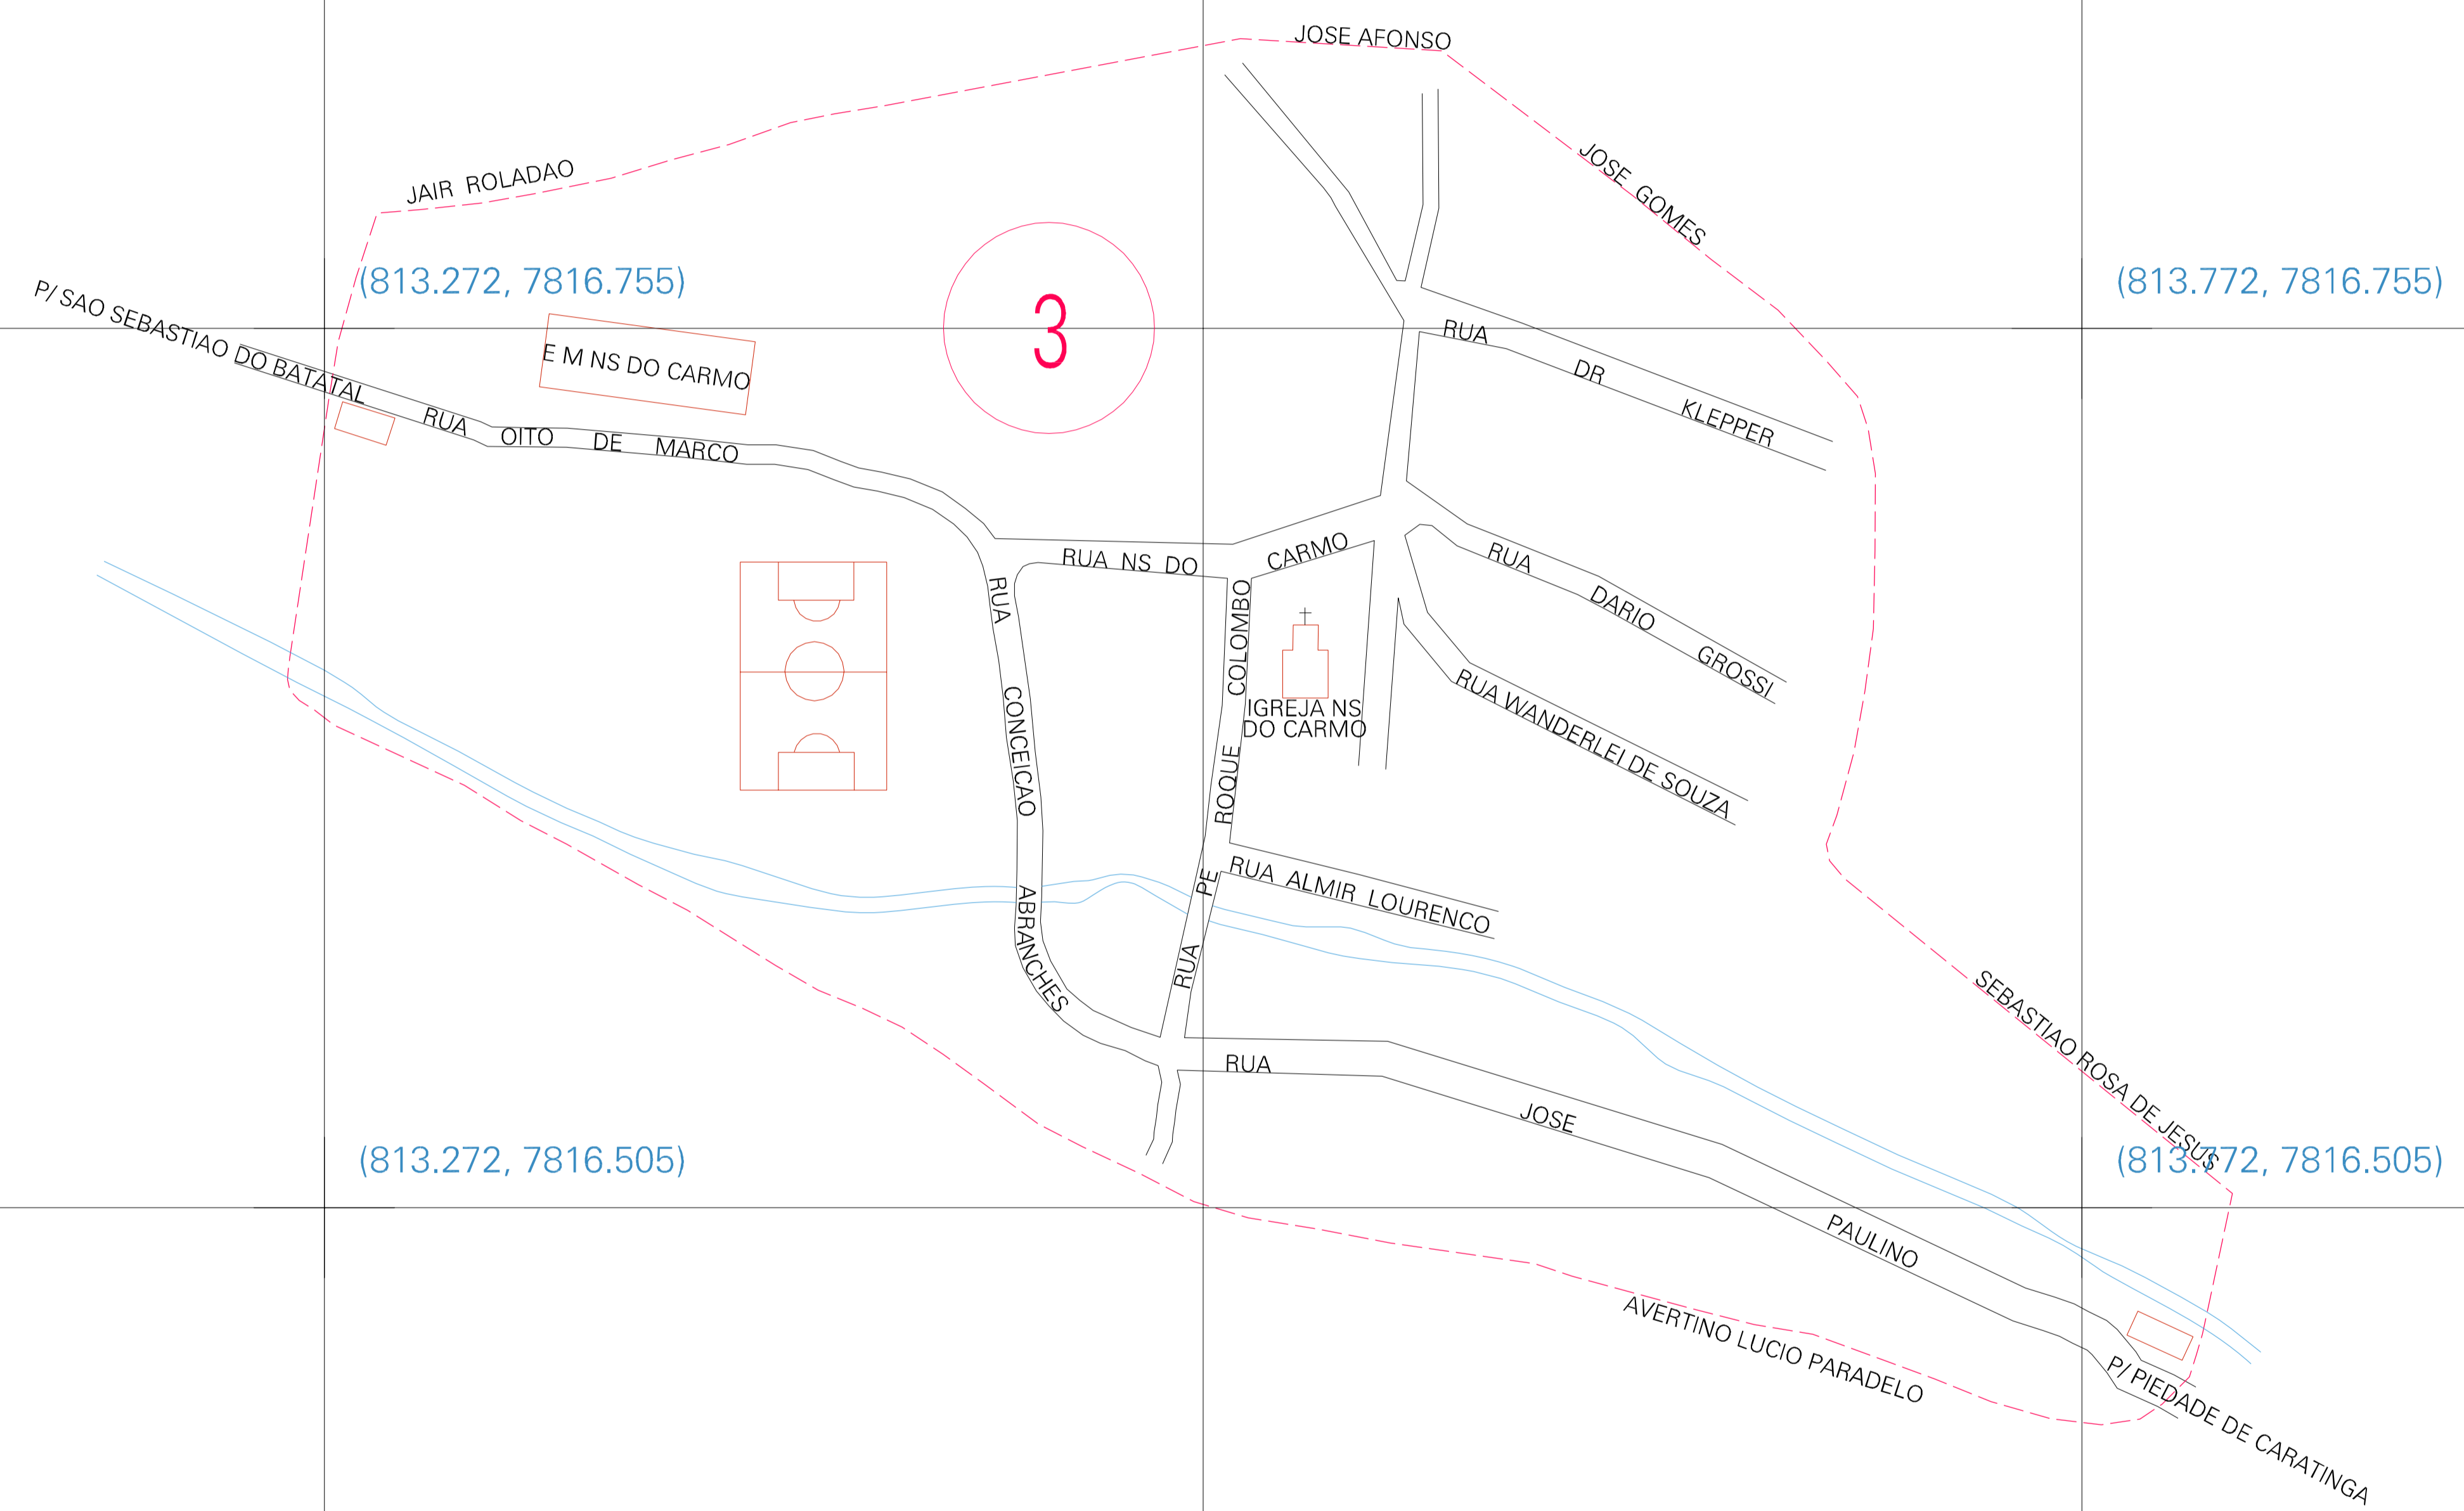 JOSE AFONSO
JAIR ROLADAO
JOSE GOMES
(813.272, 7816.755)
(813.772, 7816.755)
P/ SAO SEBASTIAO DO BATATAL
3
E M NS DO CARMO
RUA DR KLEPPER
RUA OITO DE MARCO
RUA NS DO CARMO
RUA DARIO GROSSI
RUA CONCEICAO ABRANCHES
RUA PE ROQUE COLOMBO
IGREJA NS
DO CARMO
RUA WANDERLEI DE SOUZA
RUA ALMIR LOURENCO
SEBASTIAO ROSA DE JESUS
RUA JOSE PAULINO
(813.272, 7816.505)
(813.772, 7816.505)
AVERTINO LUCIO PARADELO
P/ PIEDADE DE CARATINGA